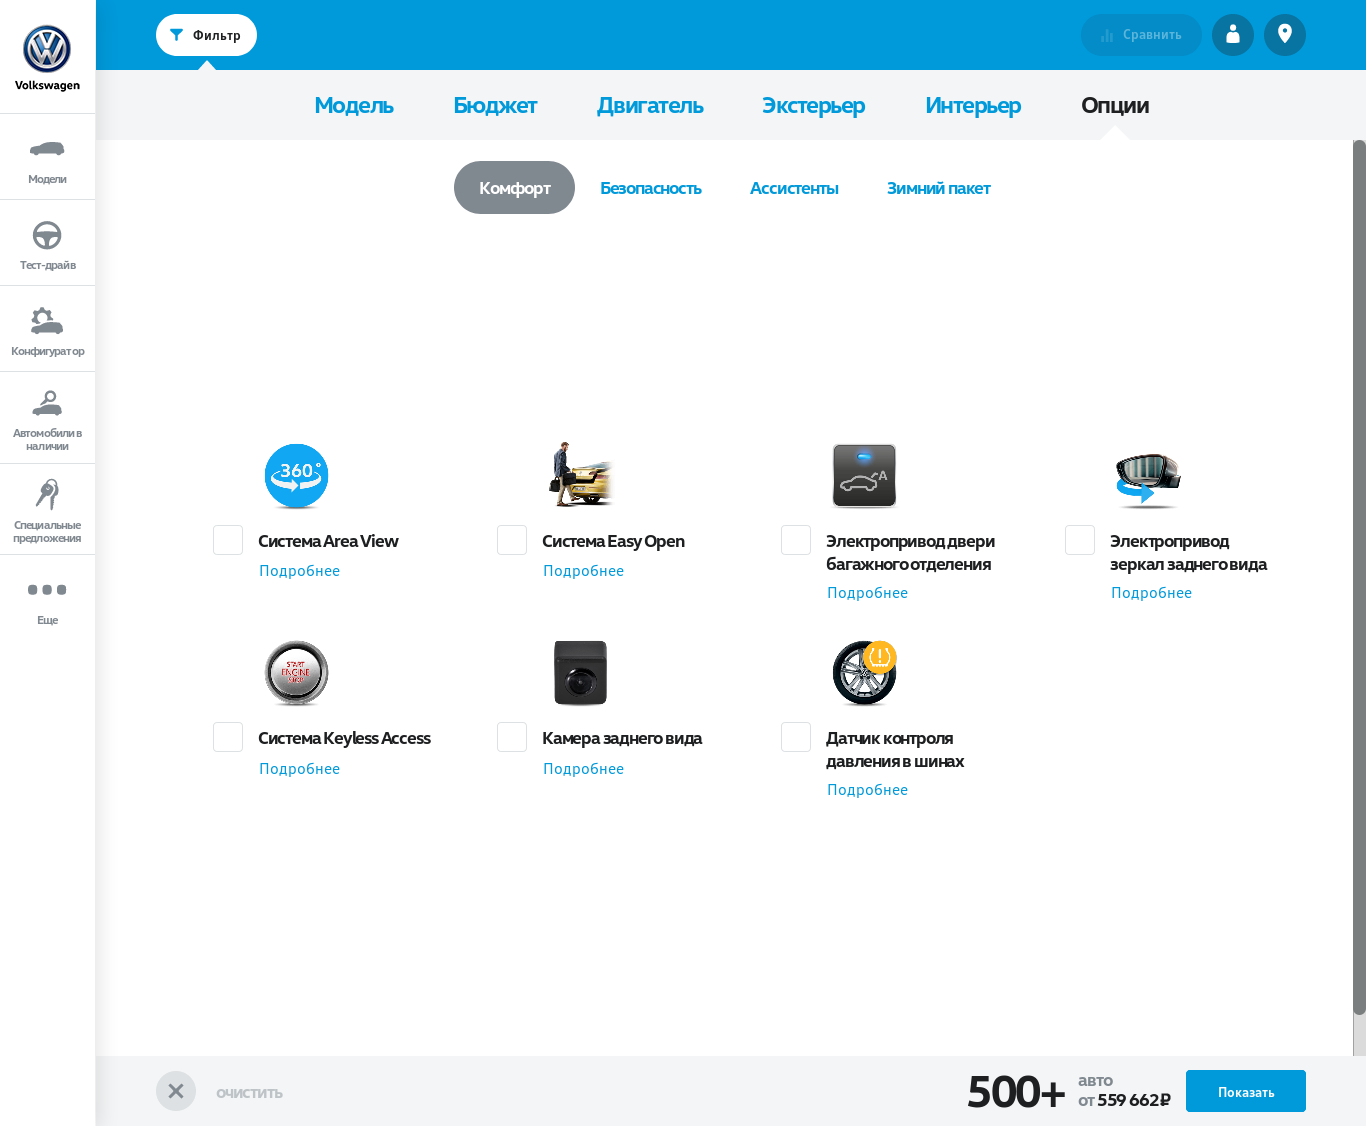 Фильтр
Сравнить
Volkswagen
Модель Бюджет Двигатель Экстерьер Интерьер Опции
Модели
Тест-драйв
Конфигуратор
Автомобили в
наличии
Специальные
предложения
Еще
Комфорт Безопасность Ассистенты Зимний пакет
360°
A
Система Area View
Подробнее
Система Easy Open
Подробнее
Электропривод двери
багажного отделения
Подробнее
Электропривод
зеркал заднего вида
Подробнее
START
ENGINE
STOP
Система Keyless Access
Подробнее
Камера заднего вида
Подробнее
Датчик контроля
давления в шинах
Подробнее
очистить
500+
авто
от 559 662₽
Показать